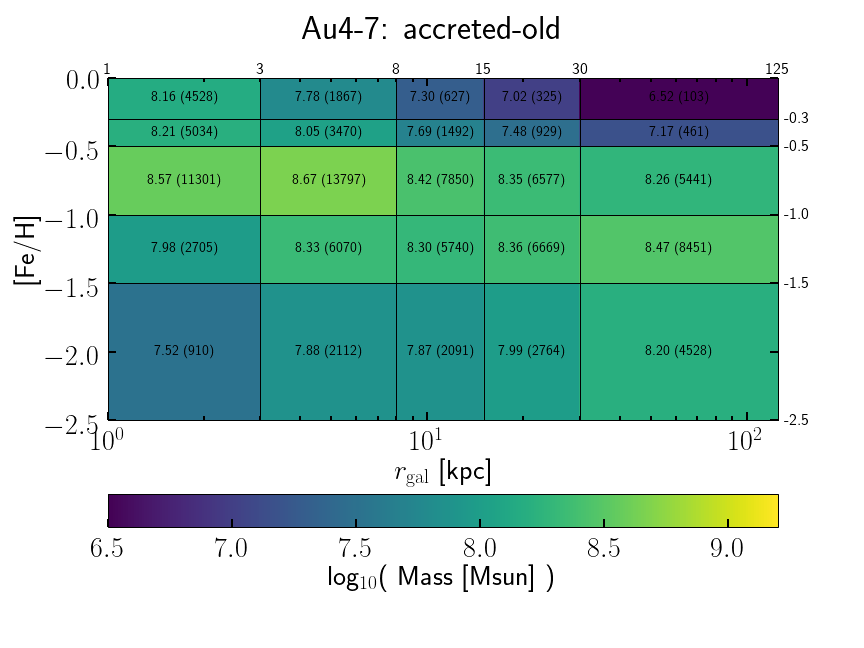 Au4-7: accreted-old
1 3 8 15 30 125
0.0 8.16 (4528) 7.78 (1867) 7.30 (627) 7.02 (325) 6.52 (103)
-0.3
8.21 (5034) 8.05 (3470) 7.69 (1492) 7.48 (929) 7.17 (461)
−0.5 -0.5
8.57 (11301) 8.67 (13797) 8.42 (7850) 8.35 (6577) 8.26 (5441)
−1.0 -1.0
[Fe/H]
7.98 (2705) 8.33 (6070) 8.30 (5740) 8.36 (6669) 8.47 (8451)
−1.5 -1.5
−2.0 7.52 (910) 7.88 (2112) 7.87 (2091) 7.99 (2764) 8.20 (4528)
−2.5 -2.5
10⁰ 10¹ 10²
r_gal [kpc]
6.5 7.0 7.5 8.0 8.5 9.0
log₁₀( Mass [Msun] )